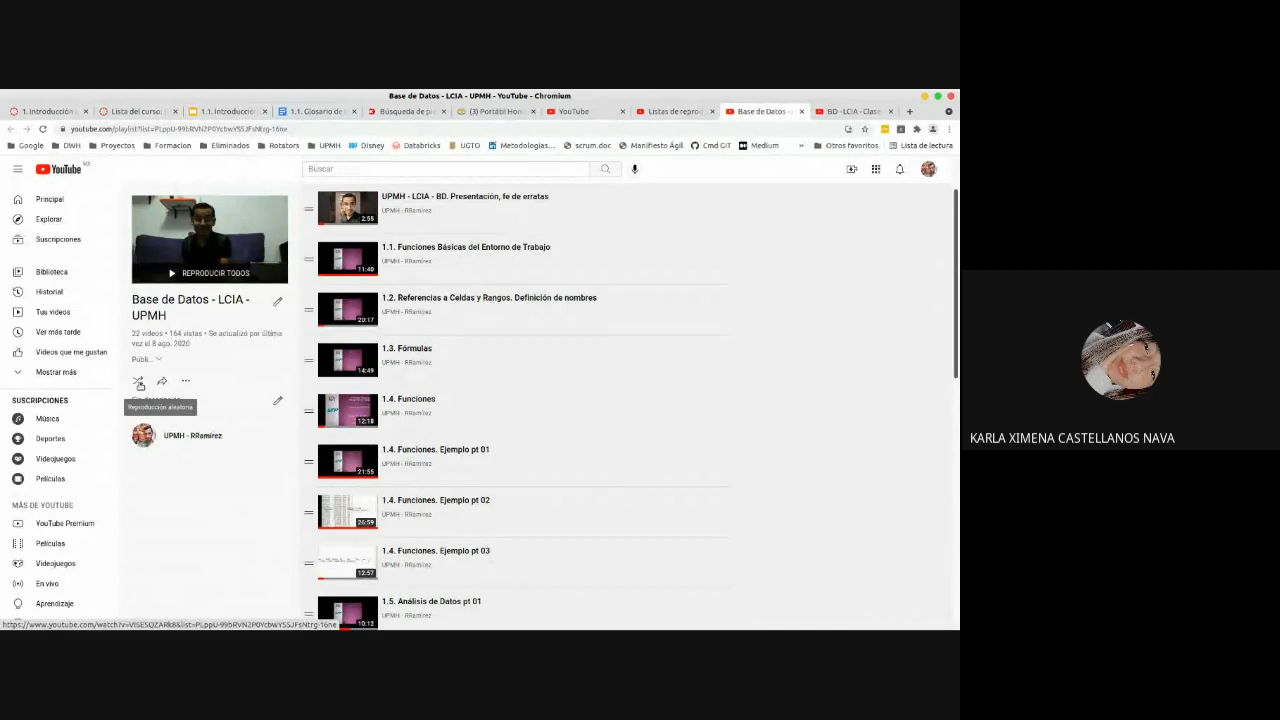 Base de Datos - LCIA - UPMH - YouTube - Chromium
1. Introducción
Lista del curso:
1.1. Introducció
1.1. Glosario de
Búsqueda de p
(3) Portátil Hon
YouTube
Listas de reprod
Base de Datos -
BD - LCIA - Clase
Google
DWH
Proyectos
Formacion
Eliminados
Rotators
UPMH
Disney
Databricks
UGTO
Metodologías...
scrum.doc
Manifiesto Ágil
Cmd GIT
Medium
»
Otros favoritos
Lista de lectura
YouTube MX
Buscar
Principal
Explorar
Suscripciones
Biblioteca
Historial
Tus videos
Ver más tarde
Videos que me gustan
Mostrar más
SUSCRIPCIONES
Música
Deportes
Videojuegos
Películas
MÁS DE YOUTUBE
YouTube Premium
Películas
Videojuegos
En vivo
Aprendizaje
REPRODUCIR TODOS
Base de Datos - LCIA -
UPMH
22 videos • 164 vistas • Se actualizó por última
vez el 8 ago. 2020
Públi...
Reproducción aleatoria
UPMH - RRamírez
2:55
UPMH - LCIA - BD. Presentación, fe de erratas
UPMH - RRamírez
11:40
1.1. Funciones Básicas del Entorno de Trabajo
UPMH - RRamírez
20:17
1.2. Referencias a Celdas y Rangos. Definición de nombres
UPMH - RRamírez
14:49
1.3. Fórmulas
UPMH - RRamírez
12:18
1.4. Funciones
UPMH - RRamírez
21:55
1.4. Funciones. Ejemplo pt 01
UPMH - RRamírez
26:59
1.4. Funciones. Ejemplo pt 02
UPMH - RRamírez
12:57
1.4. Funciones. Ejemplo pt 03
UPMH - RRamírez
10:12
1.5. Análisis de Datos pt 01
UPMH - RRamírez
KARLA XIMENA CASTELLANOS NAVA